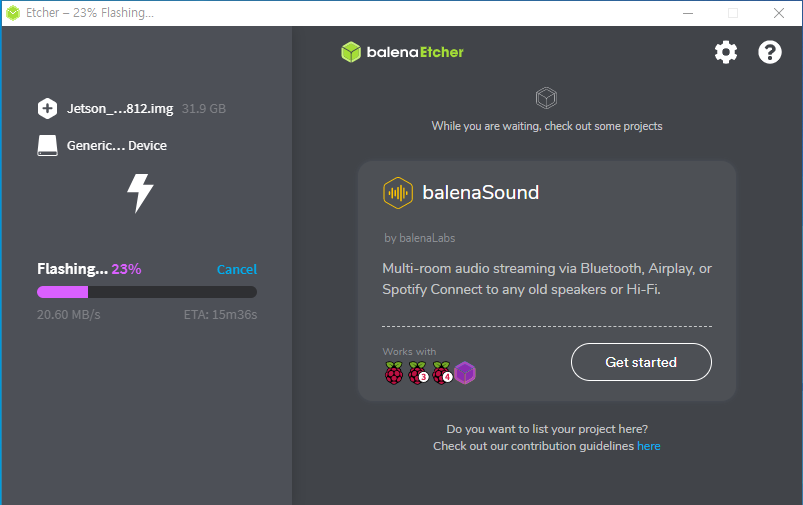 Etcher – 23% Flashing...
balenaEtcher
Jetson_...812.img 31.9 GB
Generic... Device
Flashing... 23% Cancel
20.60 MB/s ETA: 15m36s
While you are waiting, check out some projects
balenaSound
by balenaLabs
Multi-room audio streaming via Bluetooth, Airplay, or
Spotify Connect to any old speakers or Hi-Fi.
Works with
3 4
Get started
Do you want to list your project here?
Check out our contribution guidelines here